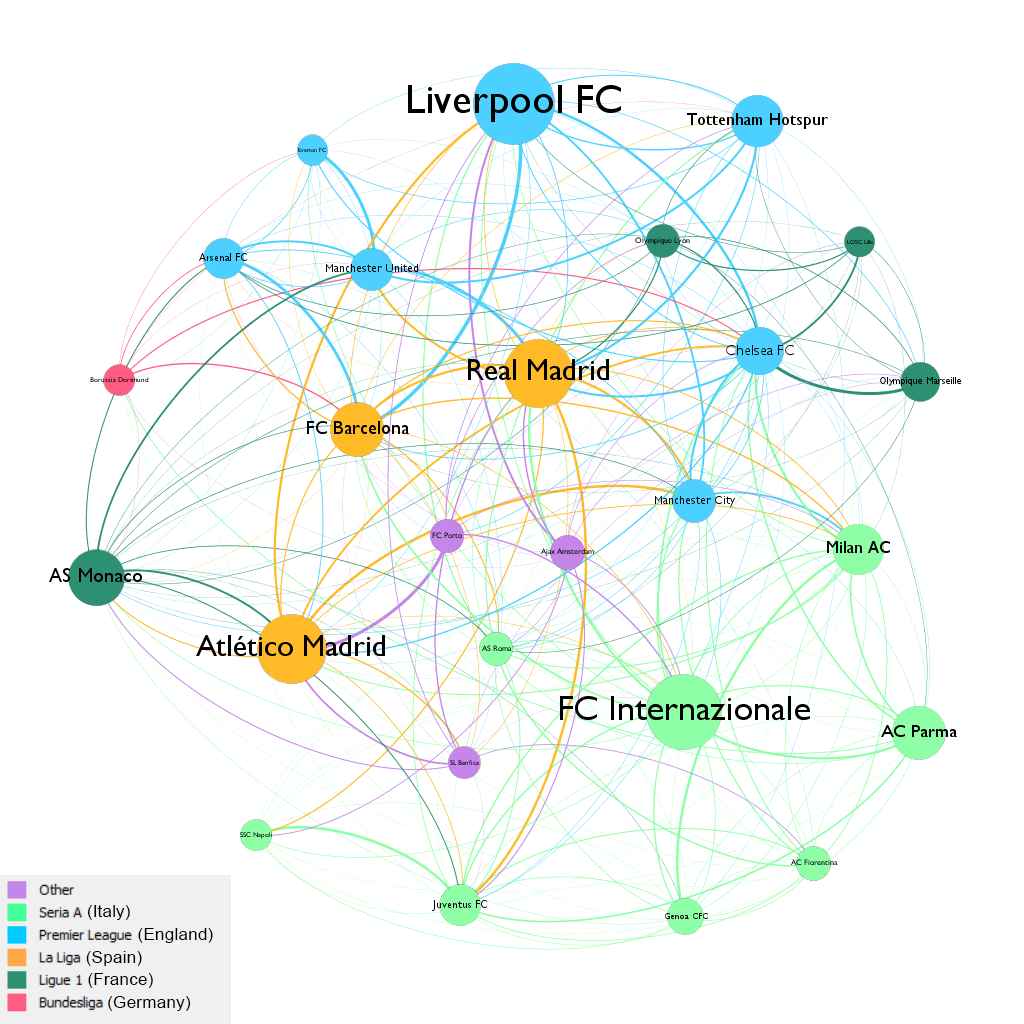 Liverpool FC
Tottenham Hotspur
Everton FC
Olympique Lyon
LOSC Lille
Arsenal FC
Manchester United
Chelsea FC
Real Madrid
Borussia Dortmund
Olympique Marseille
FC Barcelona
Manchester City
FC Porto
Ajax Amsterdam
Milan AC
AS Monaco
Atlético Madrid
AS Roma
FC Internazionale
AC Parma
SL Benfica
SSC Napoli
AC Fiorentina
Juventus FC
Genoa CFC
Other
Seria A (Italy)
Premier League (England)
La Liga (Spain)
Ligue 1 (France)
Bundesliga (Germany)